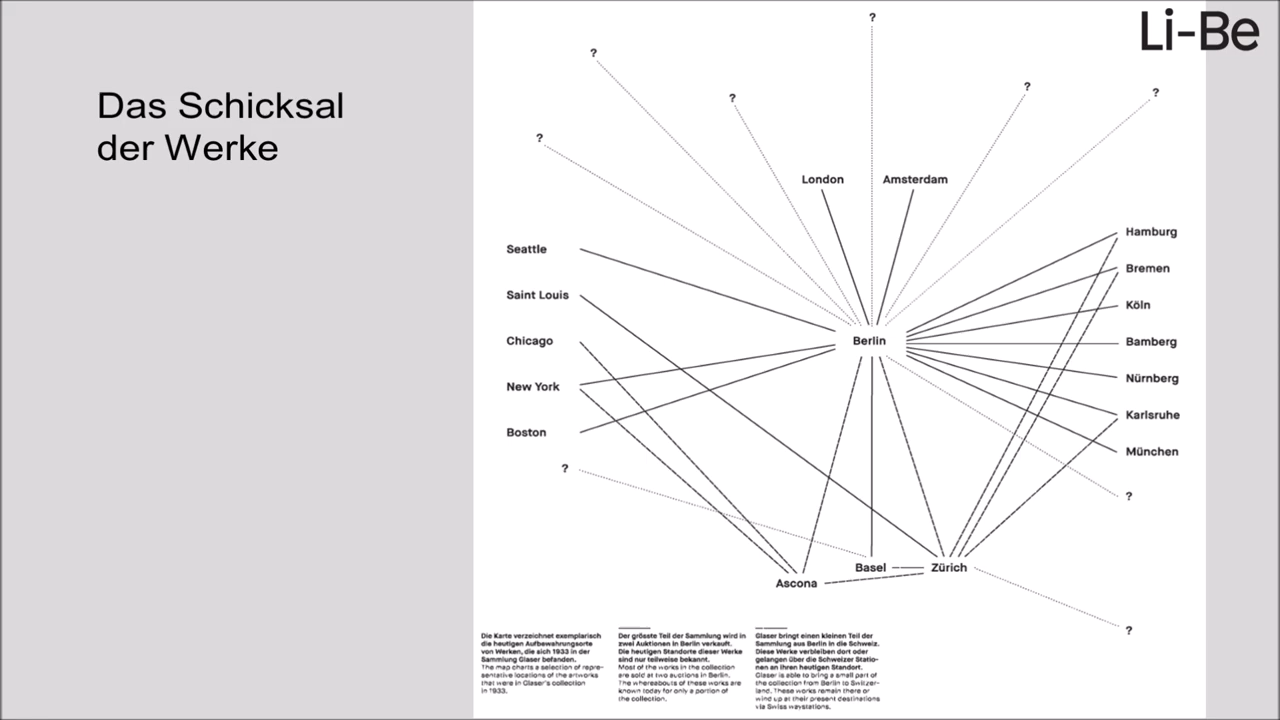 Li-Be
Das Schicksal
der Werke
?
?
?
?
?
?
London
Amsterdam
Seattle
Saint Louis
Chicago
New York
Boston
?
Berlin
Hamburg
Bremen
Köln
Bamberg
Nürnberg
Karlsruhe
München
?
Basel
Zürich
Ascona
?
Die Karte verzeichnet exemplarisch
die heutigen Aufbewahrungsorte
von Werken, die sich 1933 in der
Sammlung Glaser befanden.
The map charts a selection of repre-
sentative locations of the artworks
that were in Glaser's collection
in 1933.
Der grösste Teil der Sammlung wird in
zwei Auktionen in Berlin verkauft.
Die heutigen Standorte dieser Werke
sind nur teilweise bekannt.
Most of the works in the collection
are sold at two auctions in Berlin.
The whereabouts of these works are
known today for only a portion of
the collection.
Glaser bringt einen kleinen Teil der
Sammlung aus Berlin in die Schweiz.
Diese Werke verbleiben dort oder
gelangen über die Schweizer Statio-
nen an ihren heutigen Standort.
Glaser is able to bring a small part of
the collection from Berlin to Switzer-
land. These works remain there or
wind up at their present destinations
via Swiss waystations.